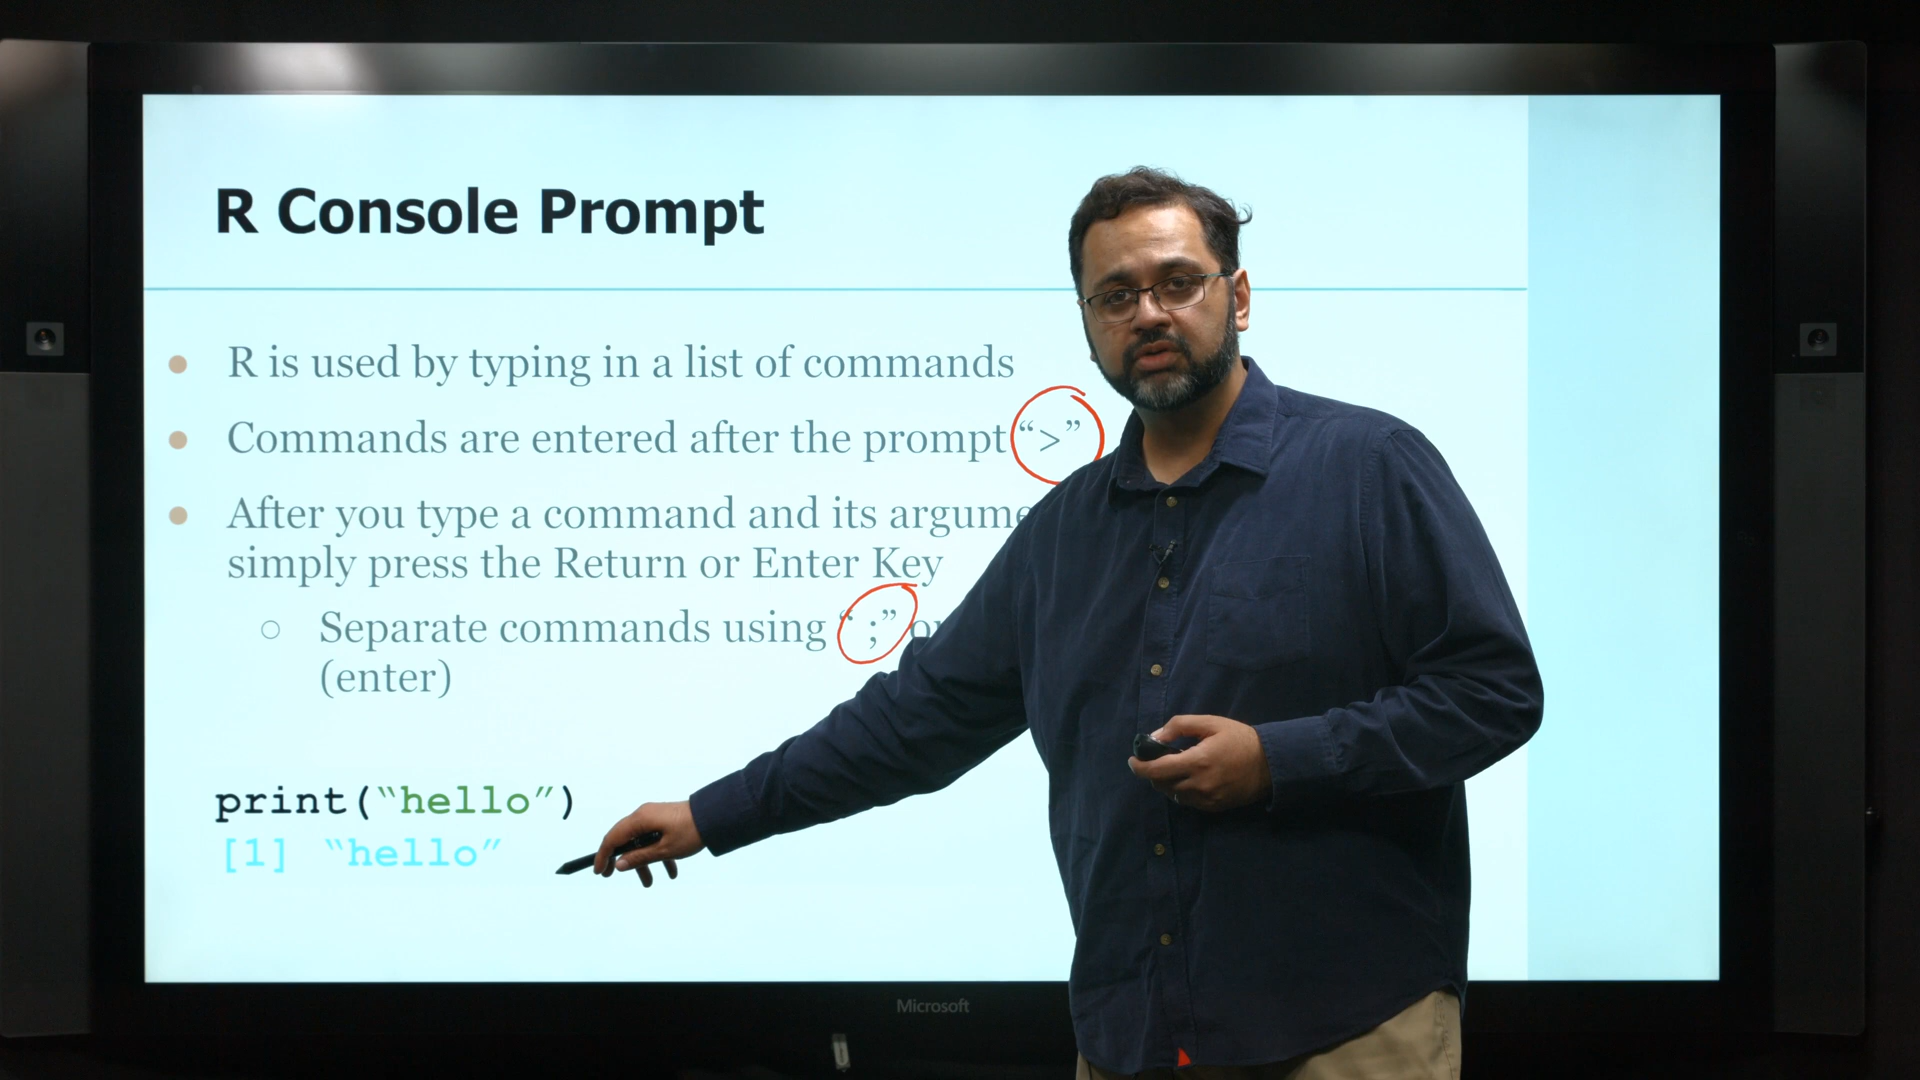 R Console Prompt
R is used by typing in a list of commands
Commands are entered after the prompt “>”
After you type a command and its
simply press the Return or Enter Key
Separate commands using “ ;”
(enter)
print(“hello”)
[1] “hello”
Microsoft